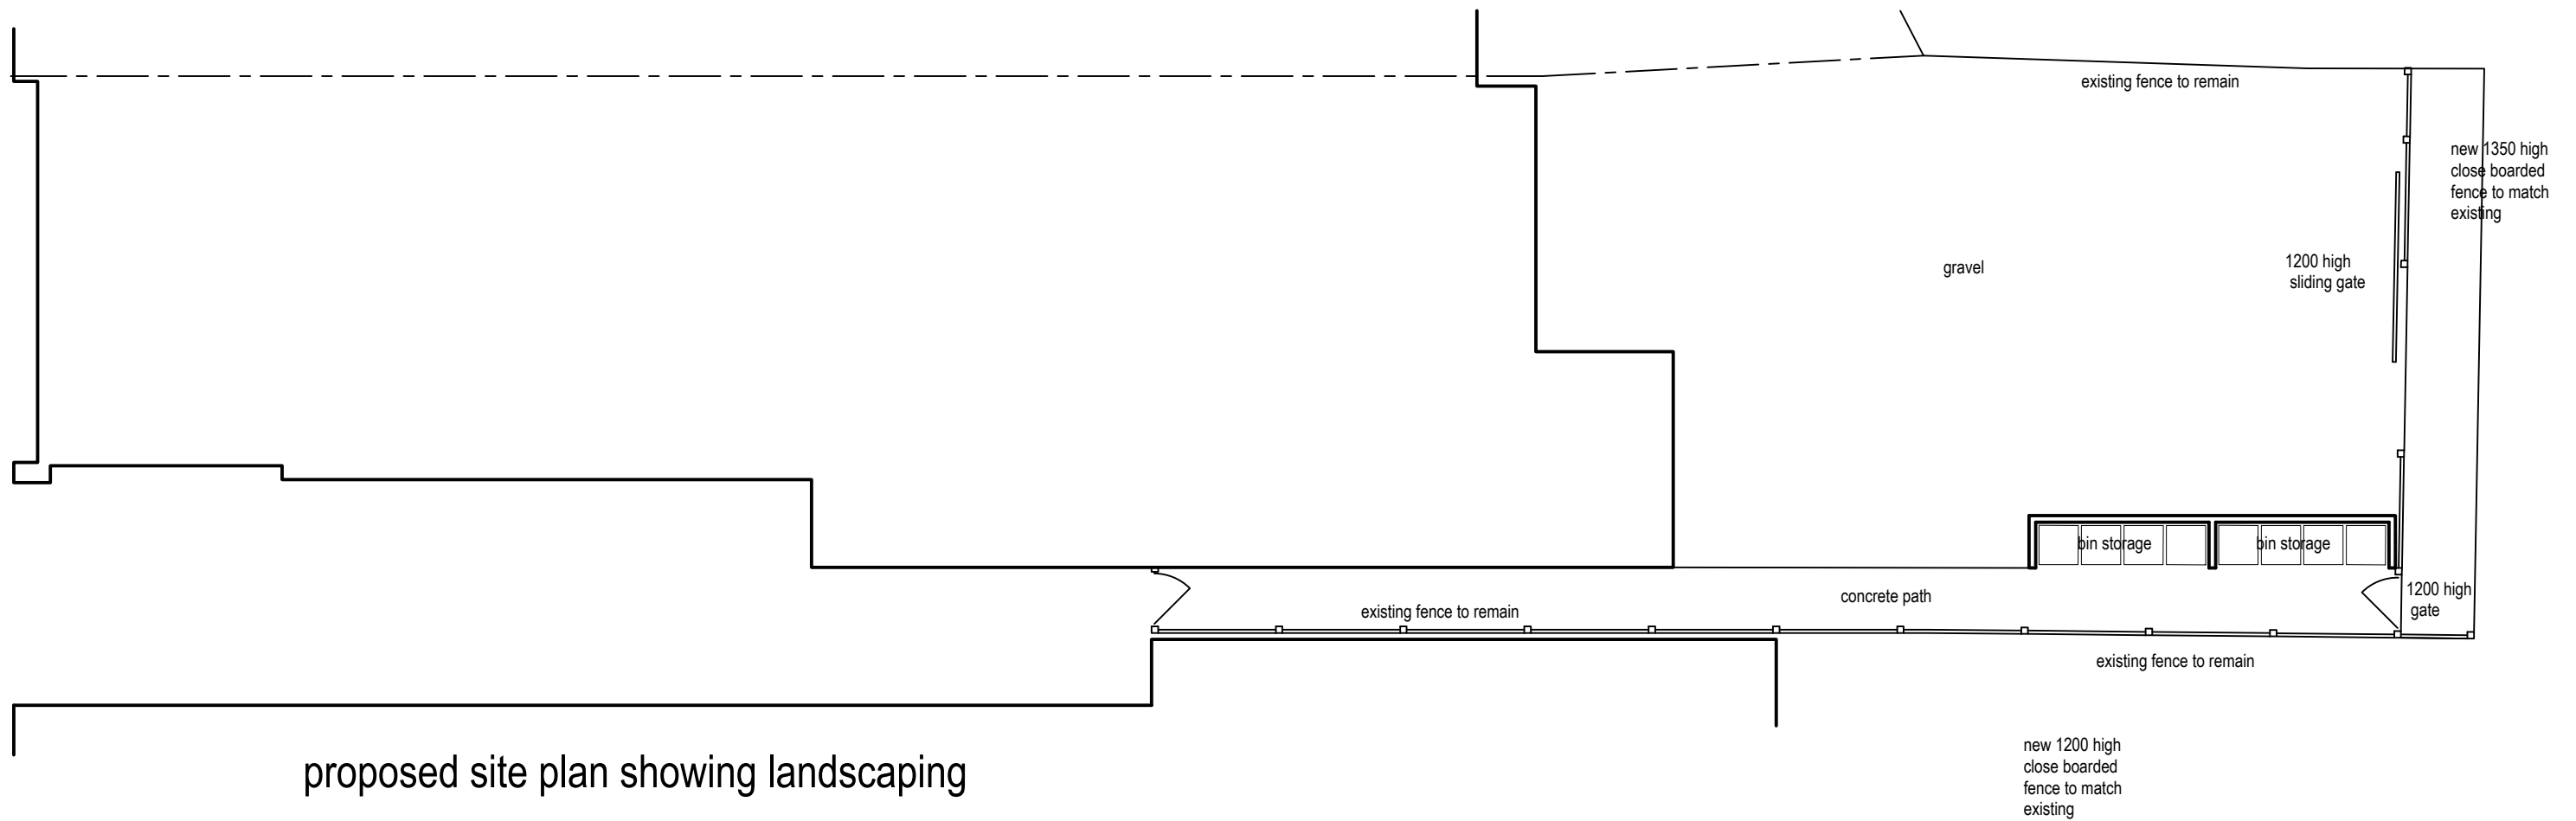 existing fence to remain
new 1350 high
close boarded
fence to match
existing
1200 high
sliding gate
gravel
bin storage
bin storage
1200 high
gate
concrete path
existing fence to remain
existing fence to remain
new 1200 high
close boarded
fence to match
existing
proposed site plan showing landscaping